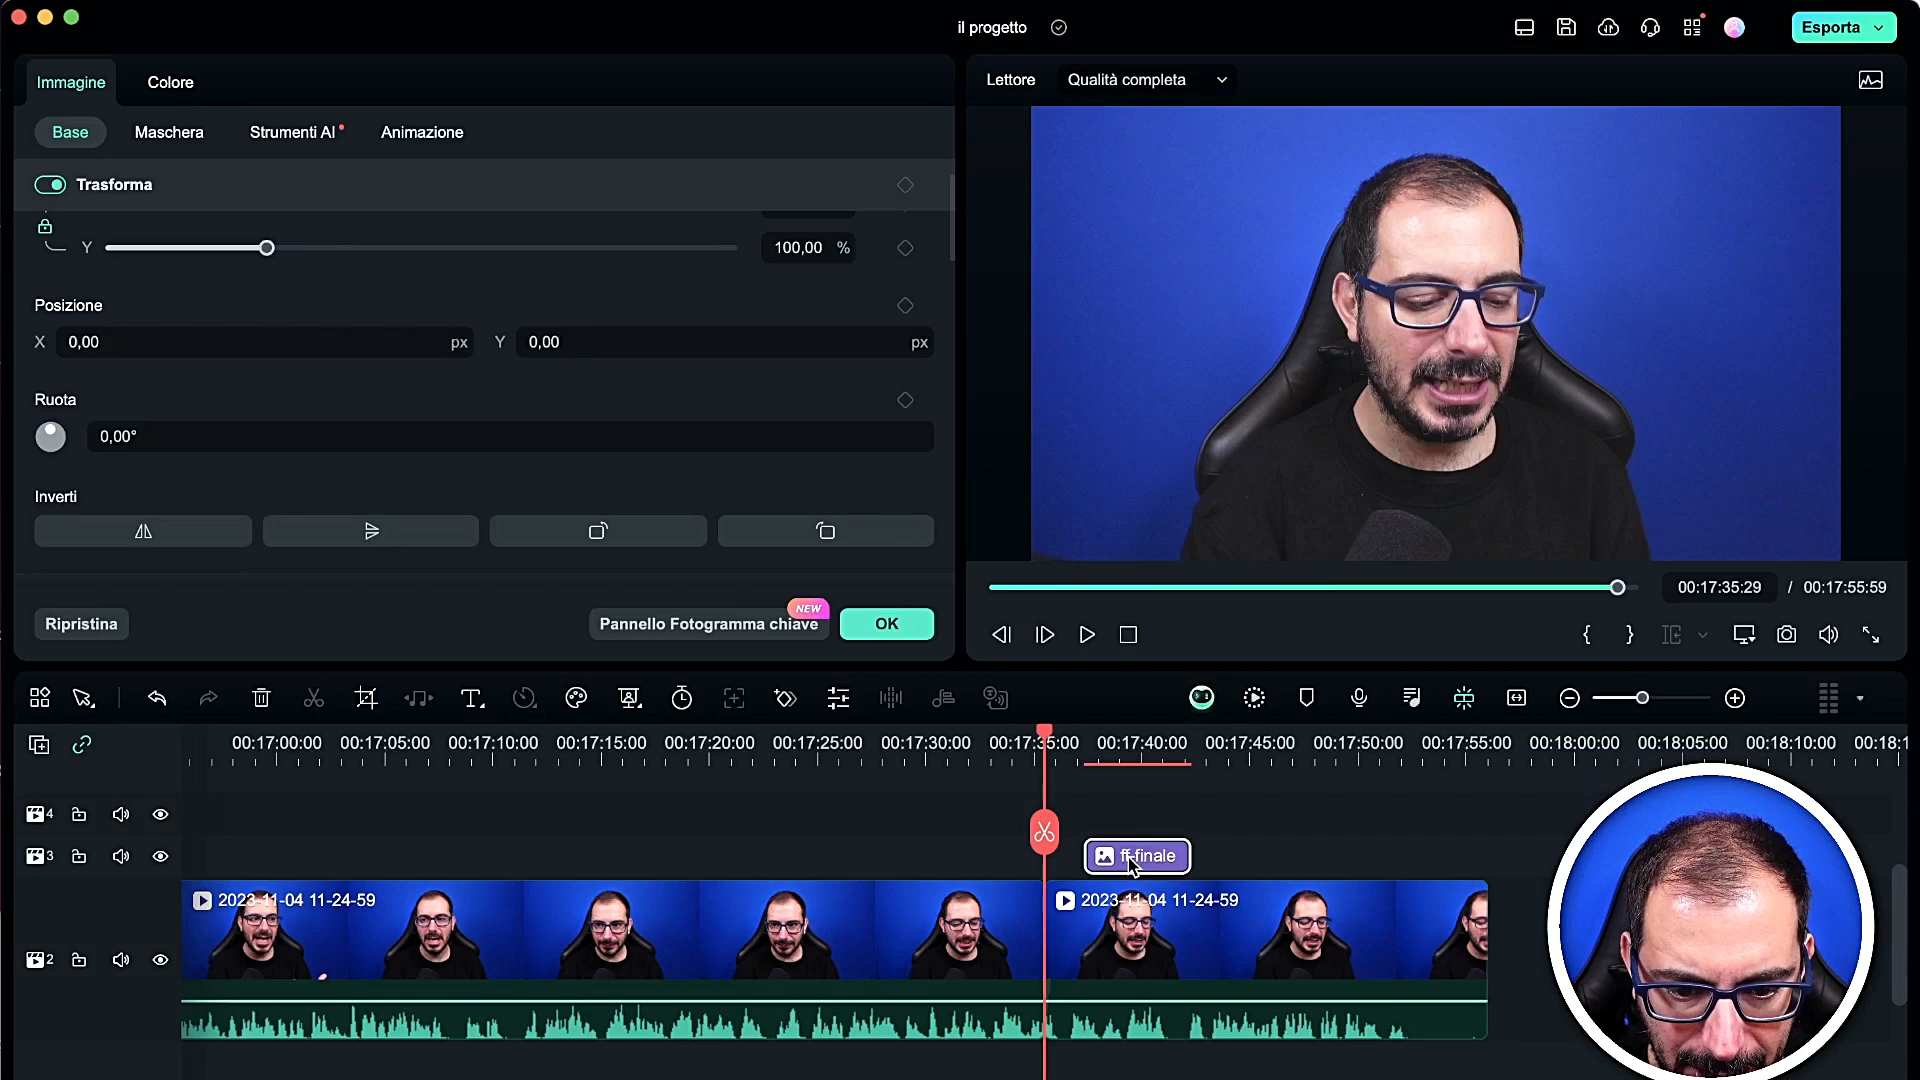 il progetto
Esporta
Immagine
Colore
Lettore
Qualità completa
Base
Maschera
Strumenti AI
Animazione
Trasforma
Y
100,00 %
Posizione
X 0,00 px
Y 0,00 px
Ruota
0,00°
Inverti
Ripristina
Pannello Fotogramma chiave
NEW
OK
00:17:35:29 / 00:17:55:59
00:17:00:00 00:17:05:00 00:17:10:00 00:17:15:00 00:17:20:00 00:17:25:00 00:17:30:00 00:17:35:00 00:17:40:00 00:17:45:00 00:17:50:00 00:17:55:00 00:18:00:00 00:18:05:00 00:18:10:00 00:18:1
4
3
ff-finale
2023-11-04 11-24-59
2023-11-04 11-24-59
2